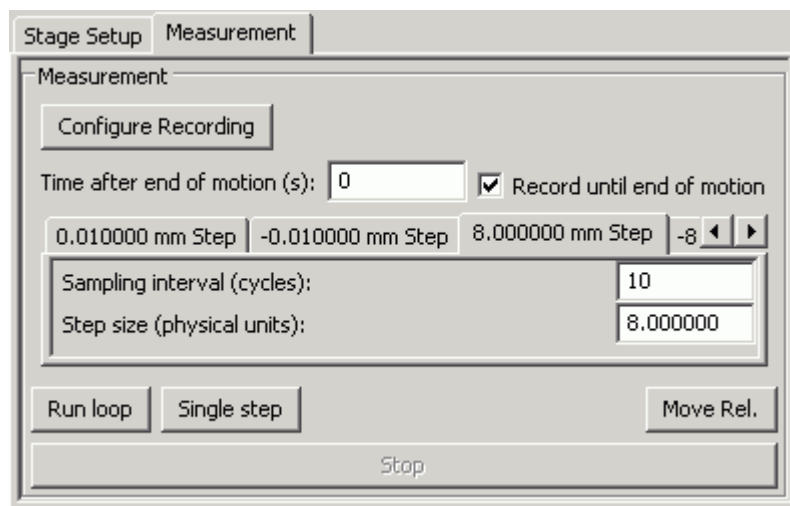 Stage Setup Measurement
Measurement
Configure Recording
Time after end of motion (s): 0 Record until end of motion
0.010000 mm Step -0.010000 mm Step 8.000000 mm Step -8
Sampling interval (cycles): 10
Step size (physical units): 8.000000
Run loop Single step Move Rel.
Stop